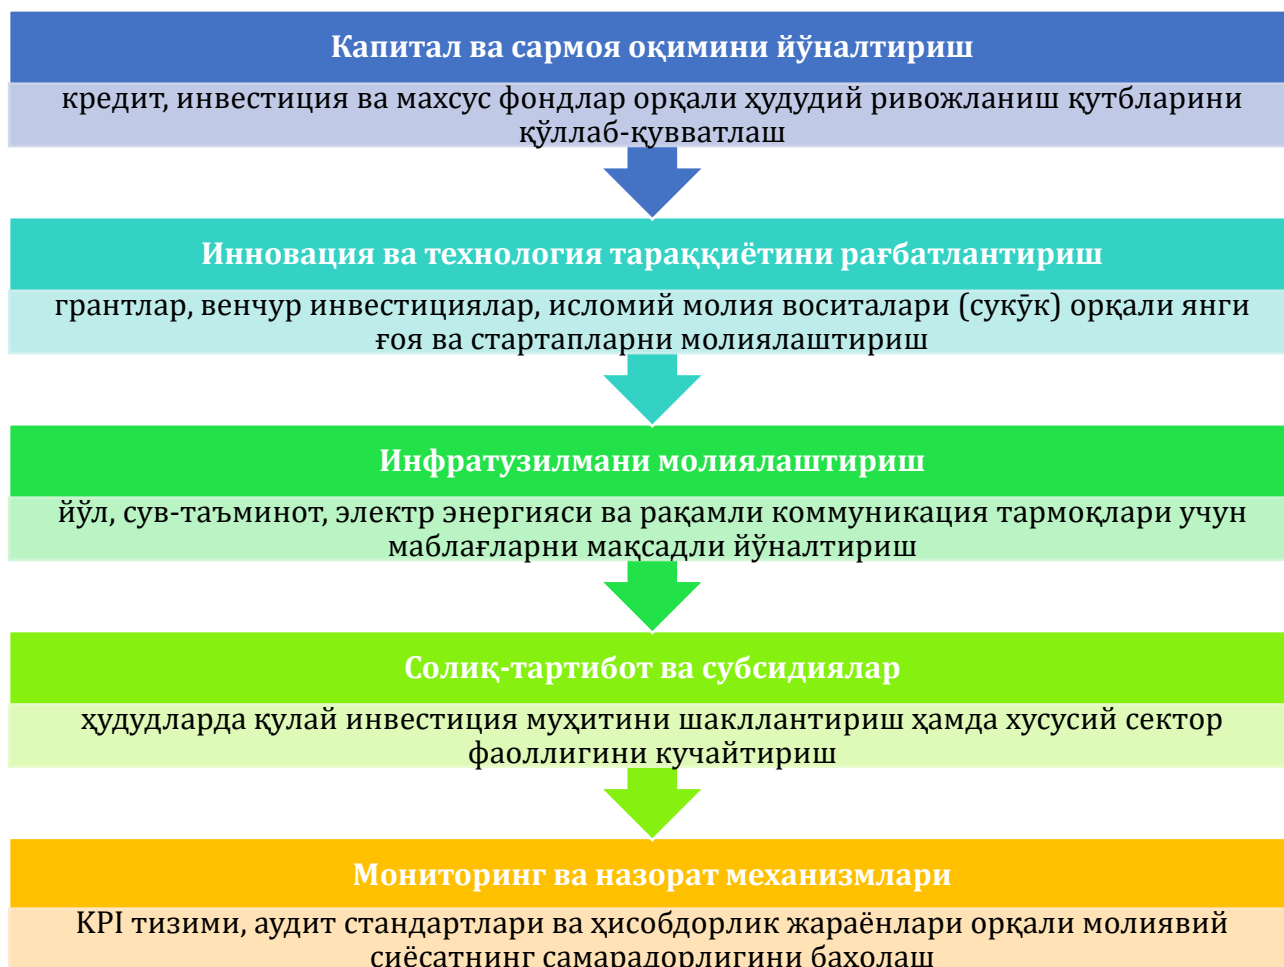 Капитал ва сармоя оқимини йўналтириш
кредит, инвестиция ва махсус фондлар орқали ҳудудий ривожланиш қутбларини
қўллаб-қувватлаш
Инновация ва технология тараққиётини рағбатлантириш
грантлар, венчур инвестициялар, исломий молия воситалари (сукӯк) орқали янги
ғоя ва стартапларни молиялаштириш
Инфратузилмани молиялаштириш
йўл, сув-таъминот, электр энергияси ва рақамли коммуникация тармоқлари учун
маблағларни мақсадли йўналтириш
Солиқ-тартибот ва субсидиялар
ҳудудларда қулай инвестиция муҳитини шакллантириш ҳамда хусусий сектор
фаоллигини кучайтириш
Мониторинг ва назорат механизмлари
KPI тизими, аудит стандартлари ва ҳисобдорлик жараёнлари орқали молиявий
сиёсатнинг самарадорлигини баҳолаш